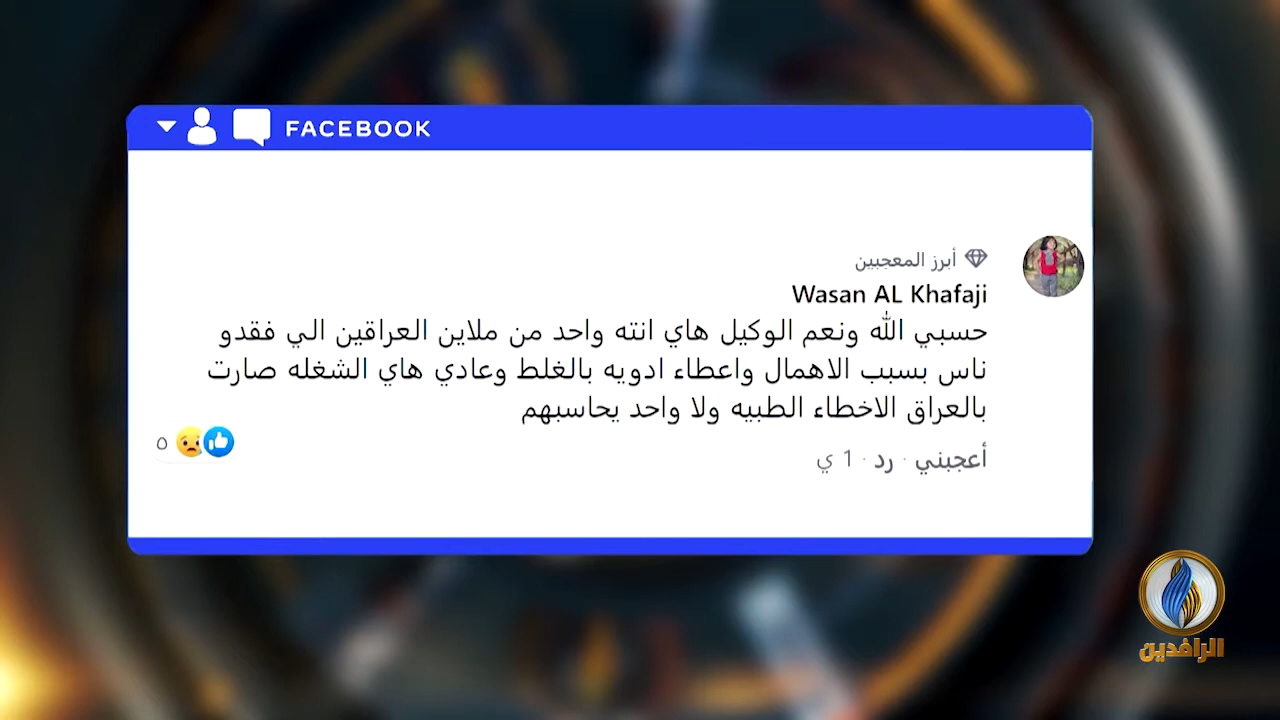 FACEBOOK
أبرز المعجبين
Wasan AL Khafaji
حسبي الله ونعم الوكيل هاي انته واحد من ملاين العراقين الي فقدو
ناس بسبب الاهمال واعطاء ادويه بالغلط وعادي هاي الشغله صارت
بالعراق الاخطاء الطبيه ولا واحد يحاسبهم
أعجبني · رد · 1 ي
٥
الرافدين